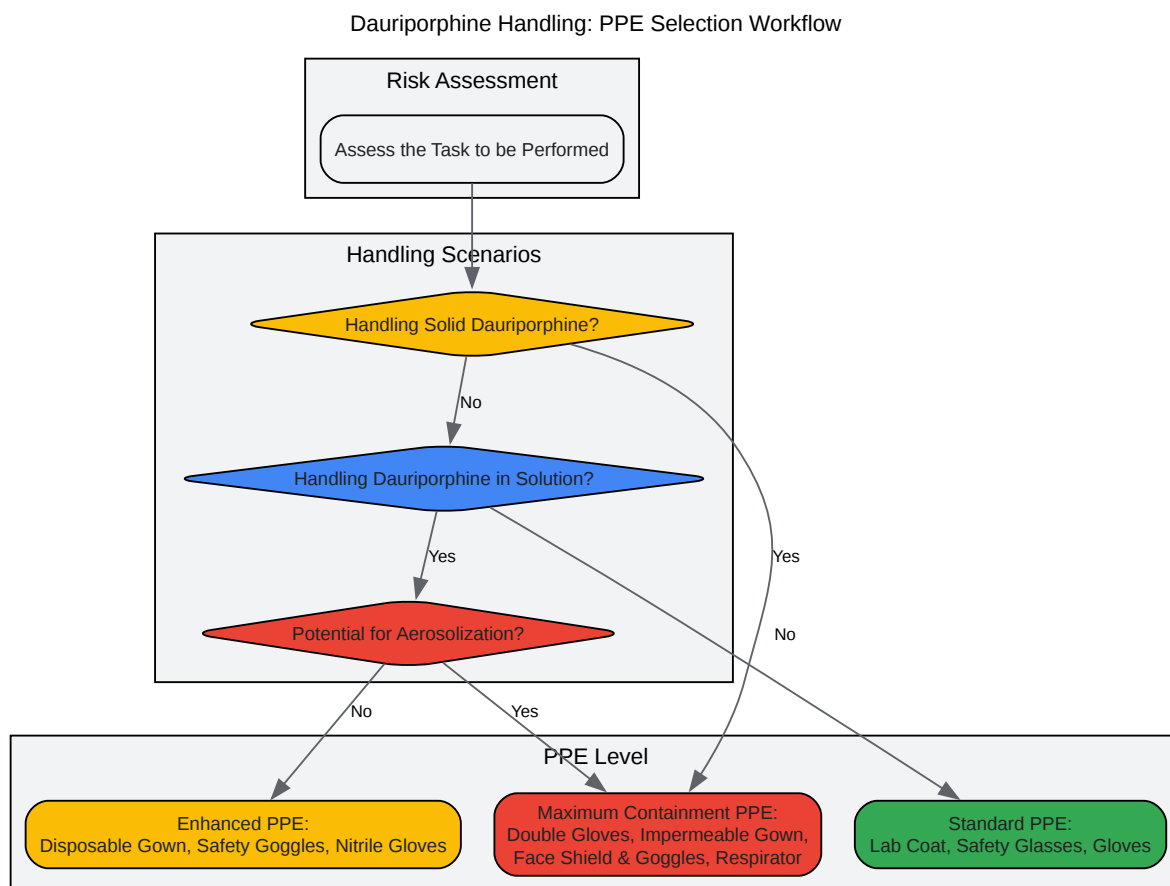 Dauriporphine Handling: PPE Selection Workflow
Risk Assessment
Assess the Task to be Performed
Handling Scenarios
Handling Solid Dauriporphine?
No
Handling Dauriporphine in Solution?
Yes
Yes
No
Potential for Aerosolization?
No
Yes
PPE Level
Enhanced PPE:
Disposable Gown, Safety Goggles, Nitrile Gloves
Maximum Containment PPE:
Double Gloves, Impermeable Gown,
Face Shield & Goggles, Respirator
Standard PPE:
Lab Coat, Safety Glasses, Gloves